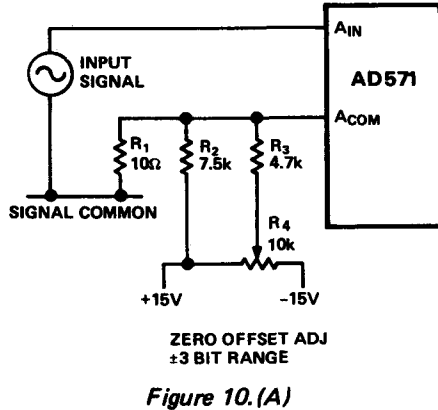 AIN
INPUT
SIGNAL
AD571
ACOM
R1
10Ω
R2
7.5k
R3
4.7k
SIGNAL COMMON
R4
10k
+15V
−15V
ZERO OFFSET ADJ
±3 BIT RANGE
Figure 10.(A)